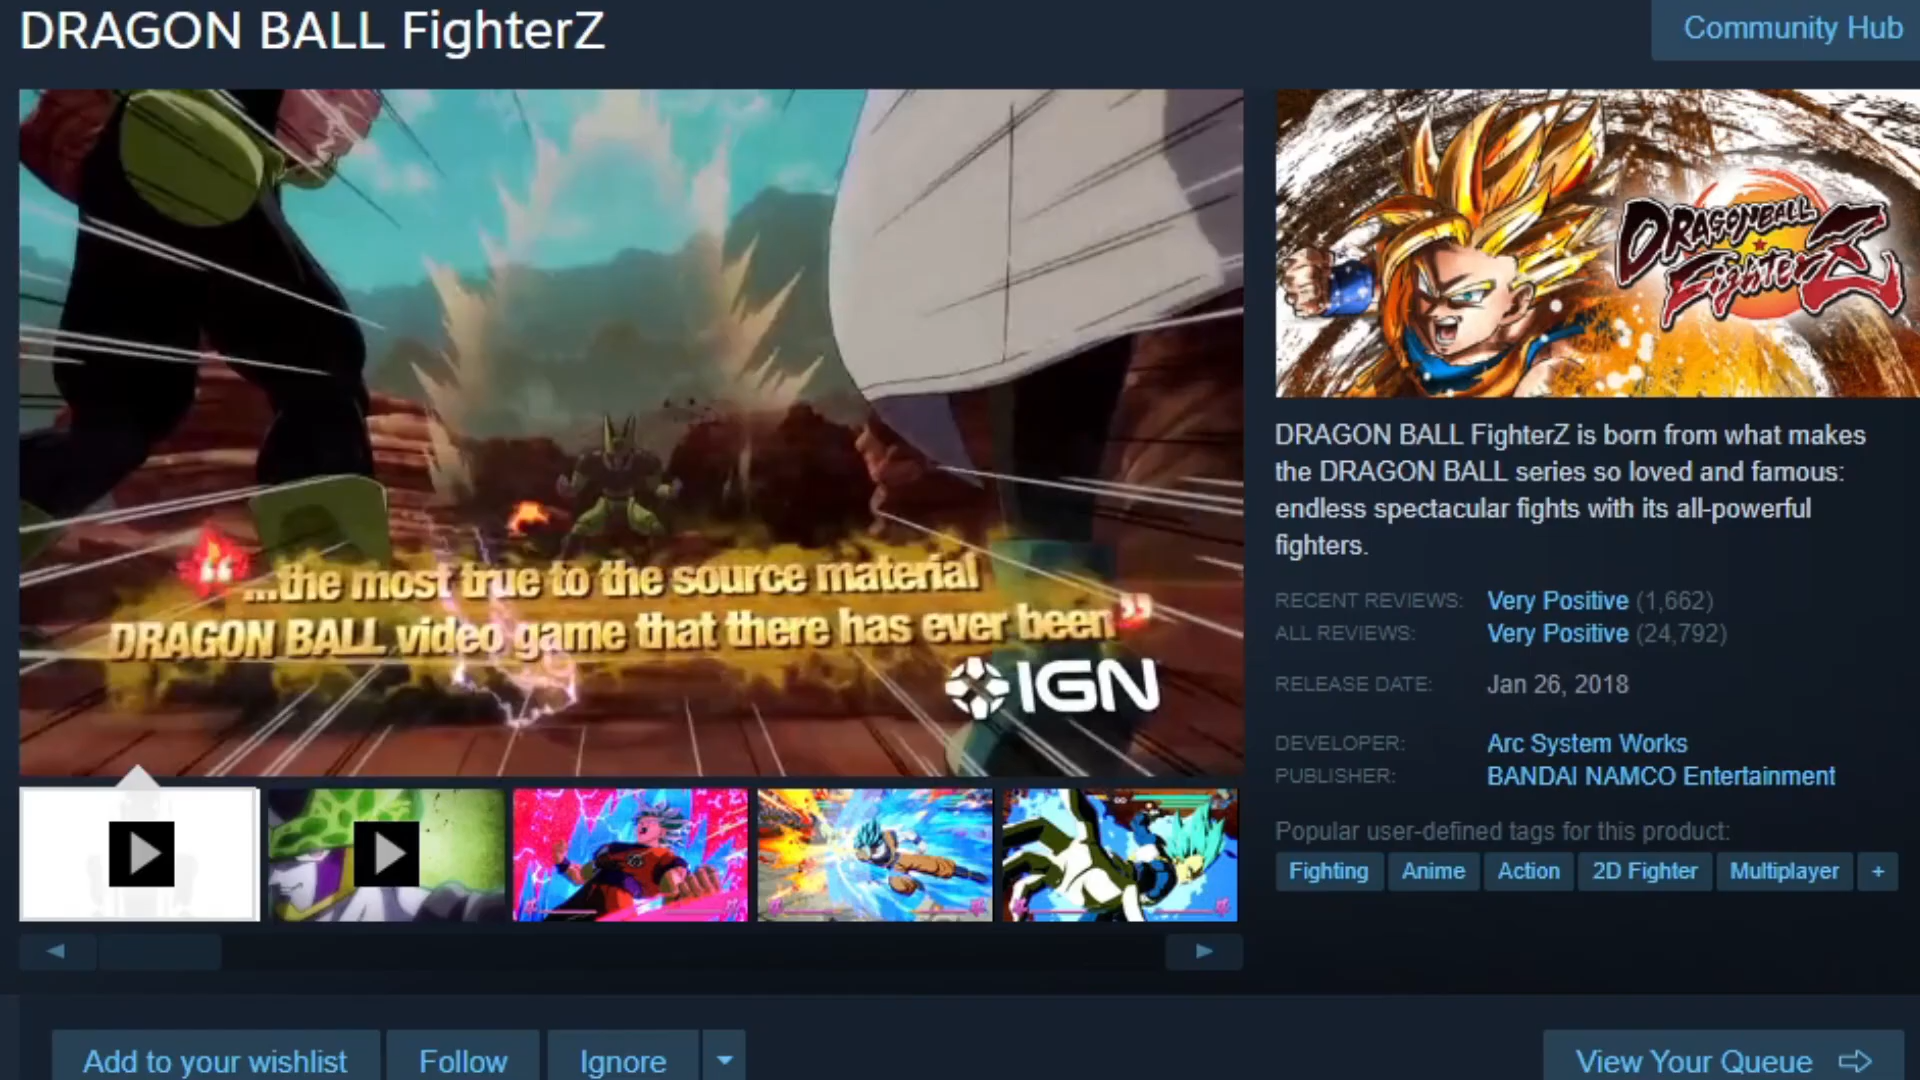 DRAGON BALL FighterZ
Community Hub
“...the most true to the source material
DRAGON BALL video game that there has ever been”
IGN
DRAGONBALL
FighterZ
DRAGON BALL FighterZ is born from what makes
the DRAGON BALL series so loved and famous:
endless spectacular fights with its all-powerful
fighters.
RECENT REVIEWS: Very Positive (1,662)
ALL REVIEWS: Very Positive (24,792)
RELEASE DATE: Jan 26, 2018
DEVELOPER: Arc System Works
PUBLISHER: BANDAI NAMCO Entertainment
Popular user-defined tags for this product:
Fighting Anime Action 2D Fighter Multiplayer +
Add to your wishlist Follow Ignore View Your Queue